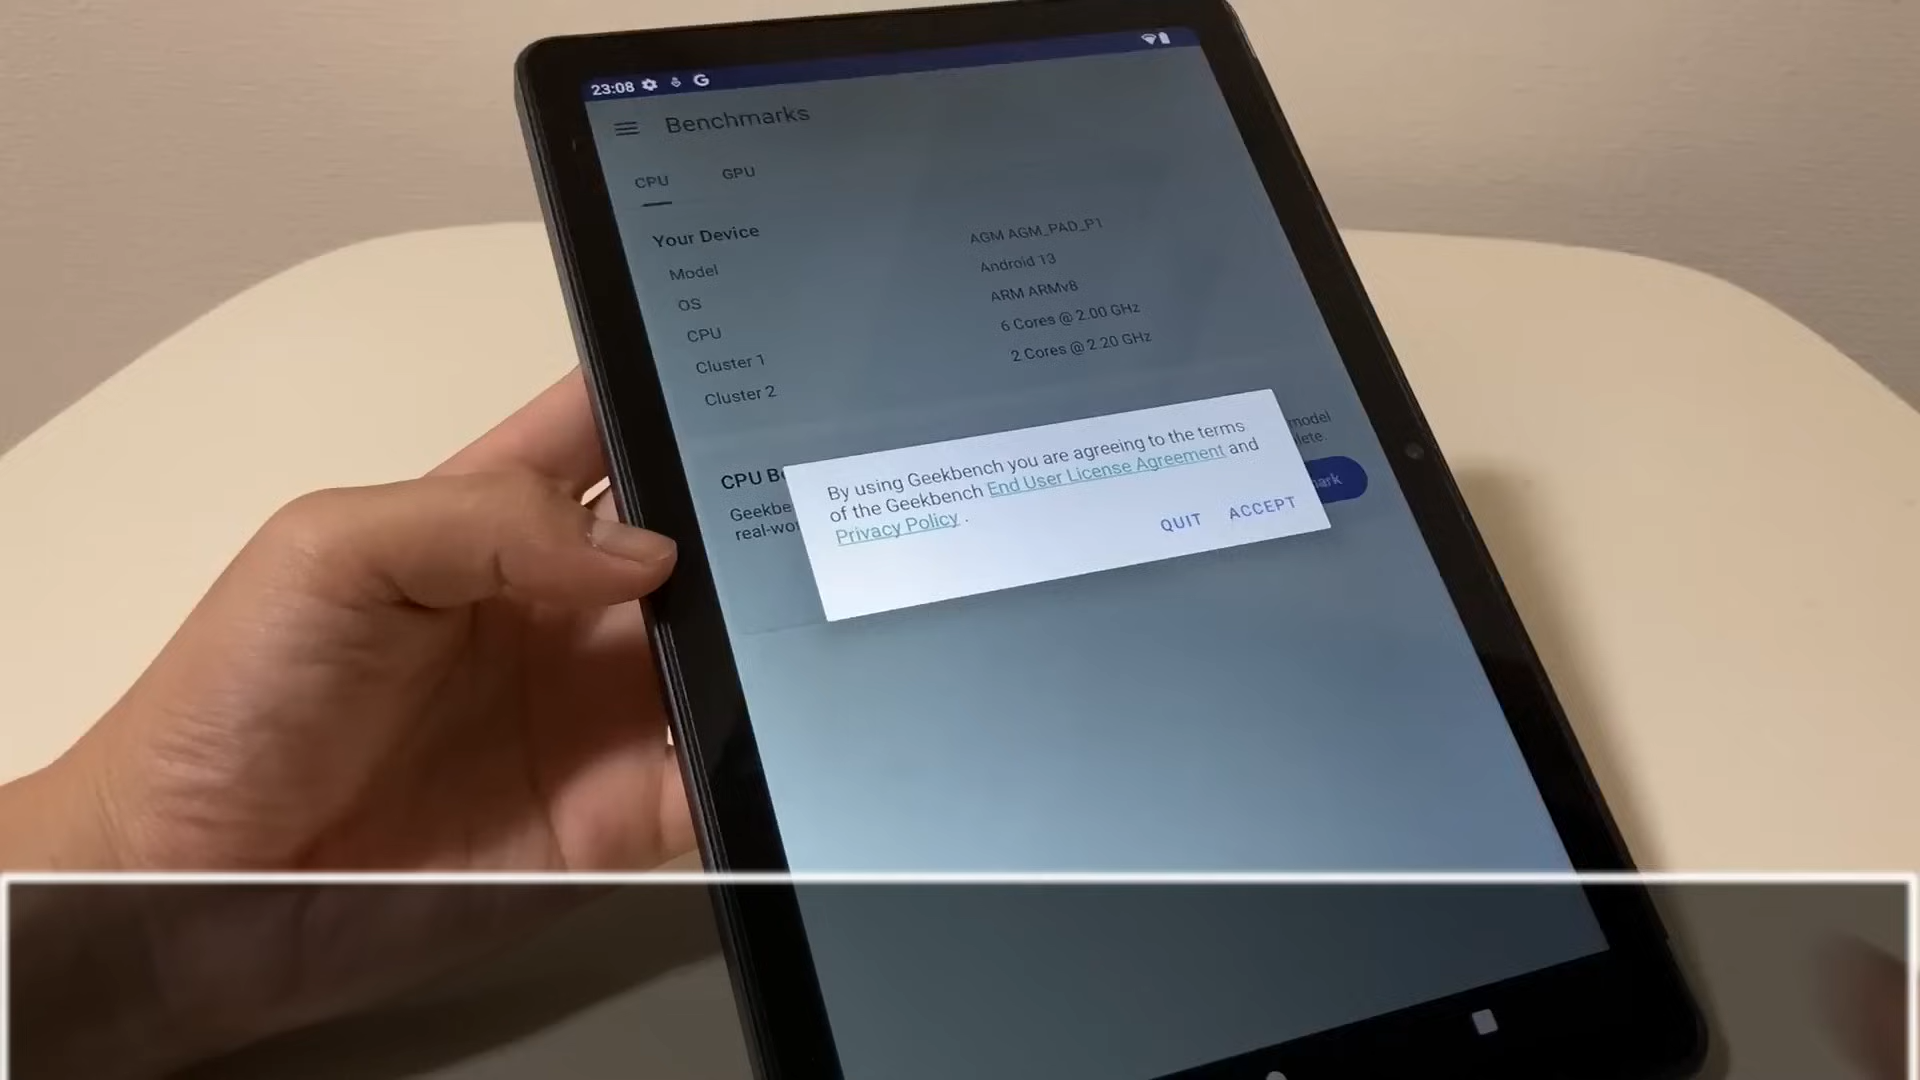 23:08
Benchmarks
CPU GPU
Your Device
Model AGM AGM_PAD_P1
OS Android 13
CPU ARM ARMv8
Cluster 1 6 Cores @ 2.00 GHz
Cluster 2 2 Cores @ 2.20 GHz
CPU
Geekbe
real-wo
model
By using Geekbench you are agreeing to the terms
of the Geekbench End User License Agreement and
Privacy Policy .
QUIT ACCEPT